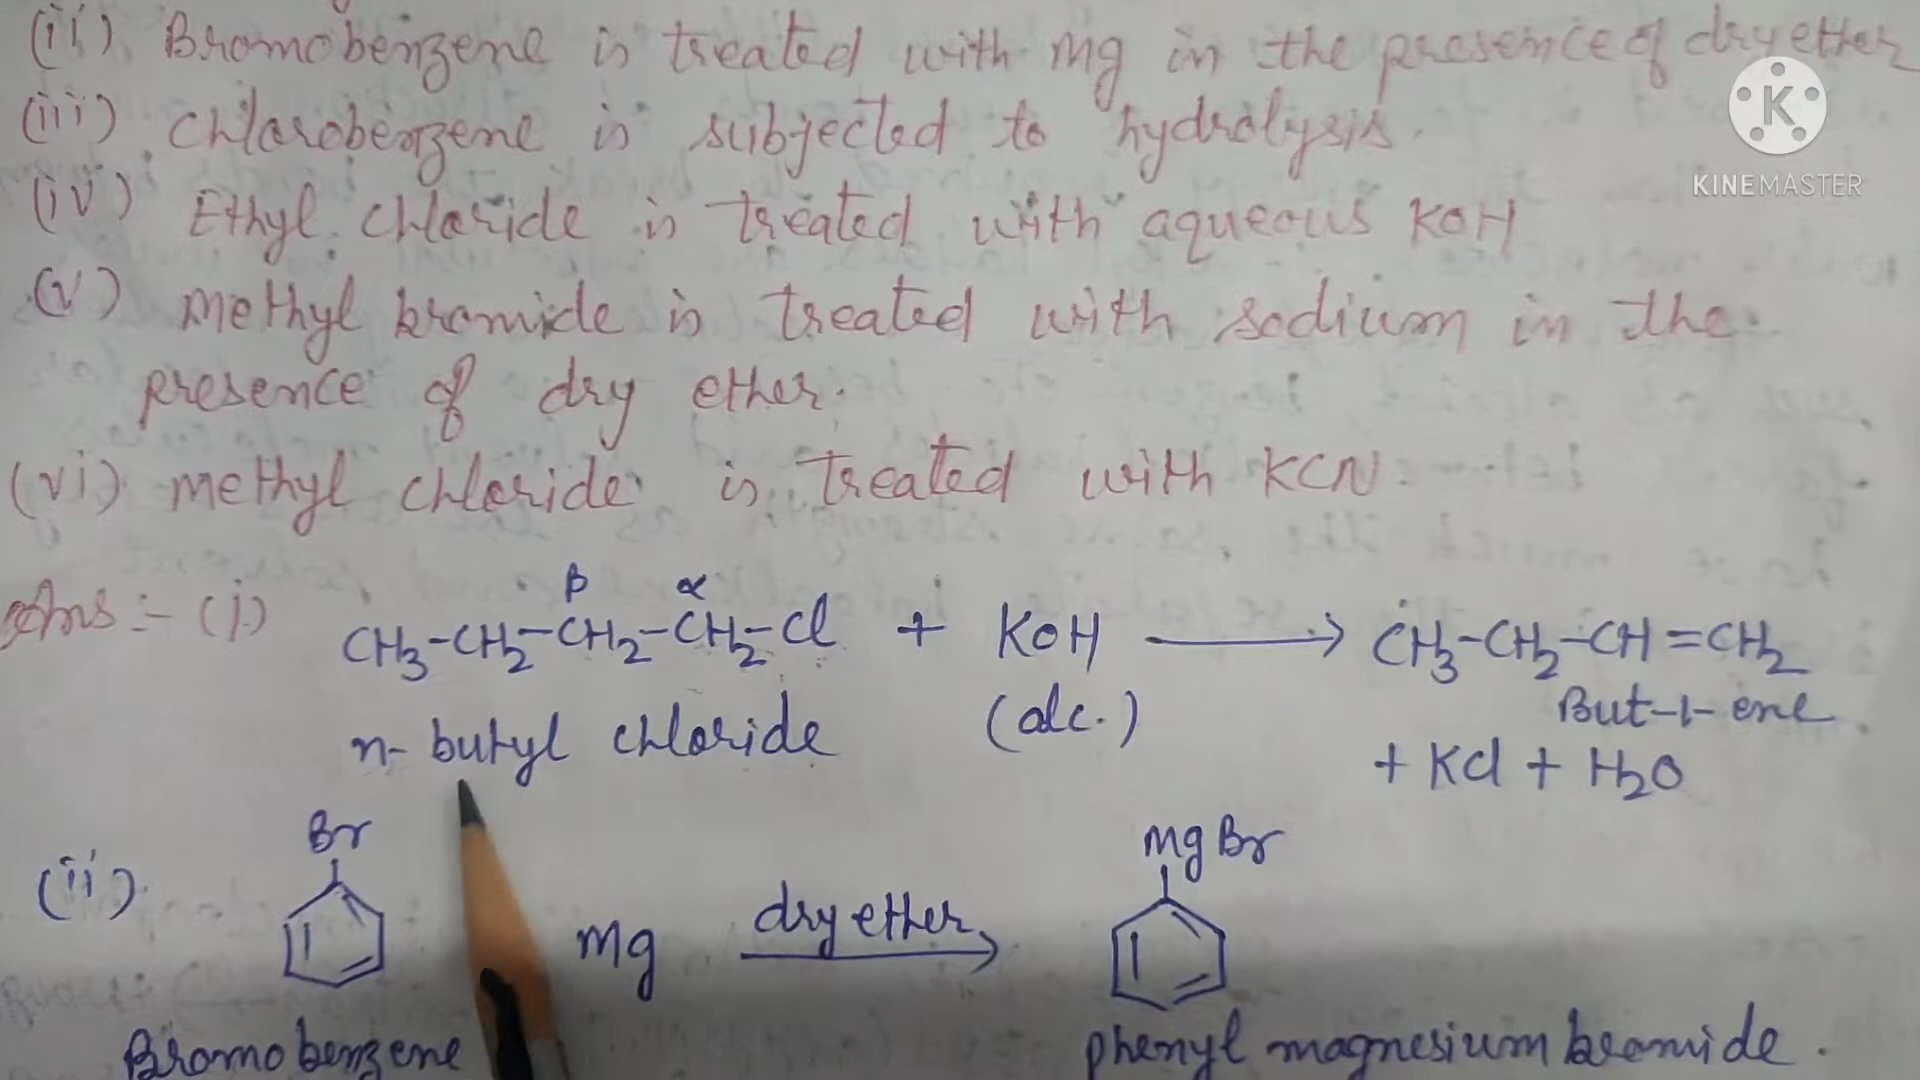 (ii) Bromobenzene is treated with Mg in the presence of dry ether
(iii) Chlorobenzene is subjected to hydrolysis.
(iv) Ethyl chloride is treated with aqueous KOH
(v) methyl bromide is treated with sodium in the
presence of dry ether.
(vi) methyl chloride is treated with KCN.
K
KINEMASTER
β α
Ans :- (i) CH₃-CH₂-CH₂-CH₂-Cl + KOH ⟶ CH₃-CH₂-CH=CH₂
n-butyl chloride (alc.) But-1-ene
+ KCl + H₂O
Br MgBr
(ii) Mg dry ether ⟶
Bromobenzene phenyl magnesium bromide.